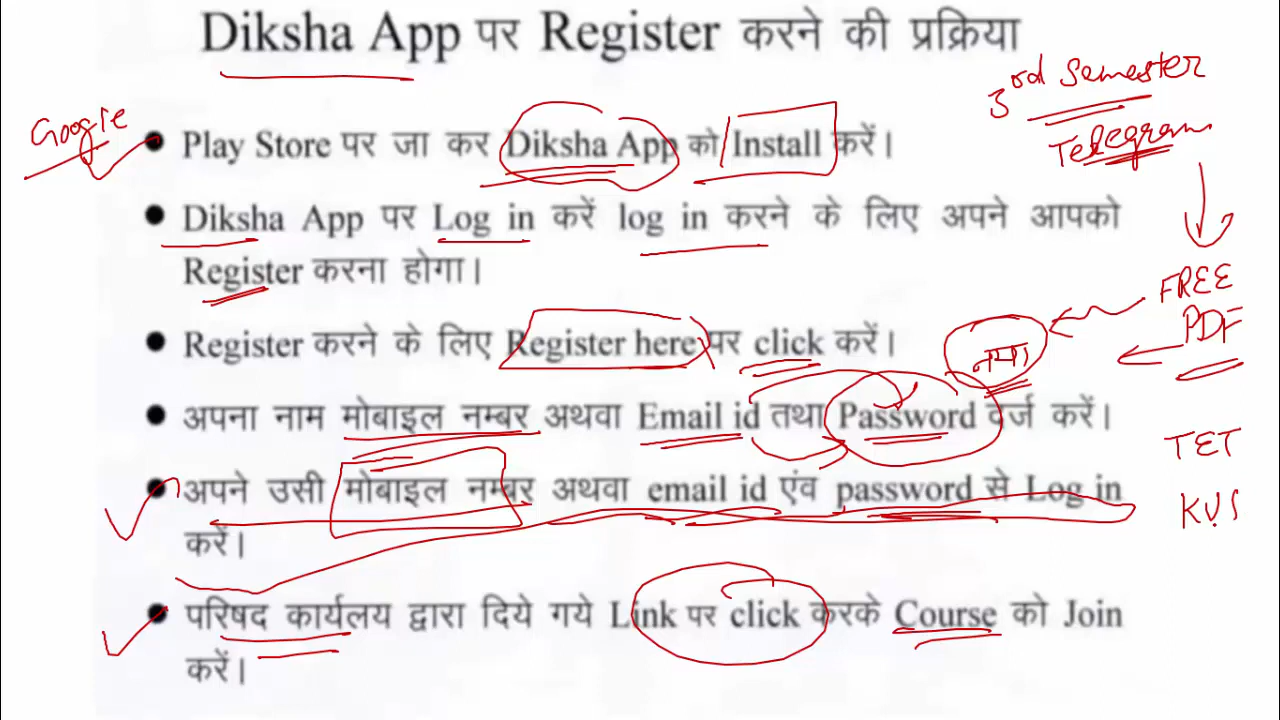 Diksha App पर Register करने की प्रक्रिया
3rd Semester
Telegram
Google
● Play Store पर जा कर Diksha App को Install करें।
● Diksha App पर Log in करें log in करने के लिए अपने आपको
Register करना होगा।
FREE
PDF
● Register करने के लिए Register here पर click करें।
● अपना नाम मोबाइल नम्बर अथवा Email id तथा Password दर्ज करें।
TET
● अपने उसी मोबाइल नम्बर अथवा email id एंव password से Log in
करें।
KVS
● परिषद कार्यलय द्वारा दिये गये Link पर click करके Course को Join
करें।